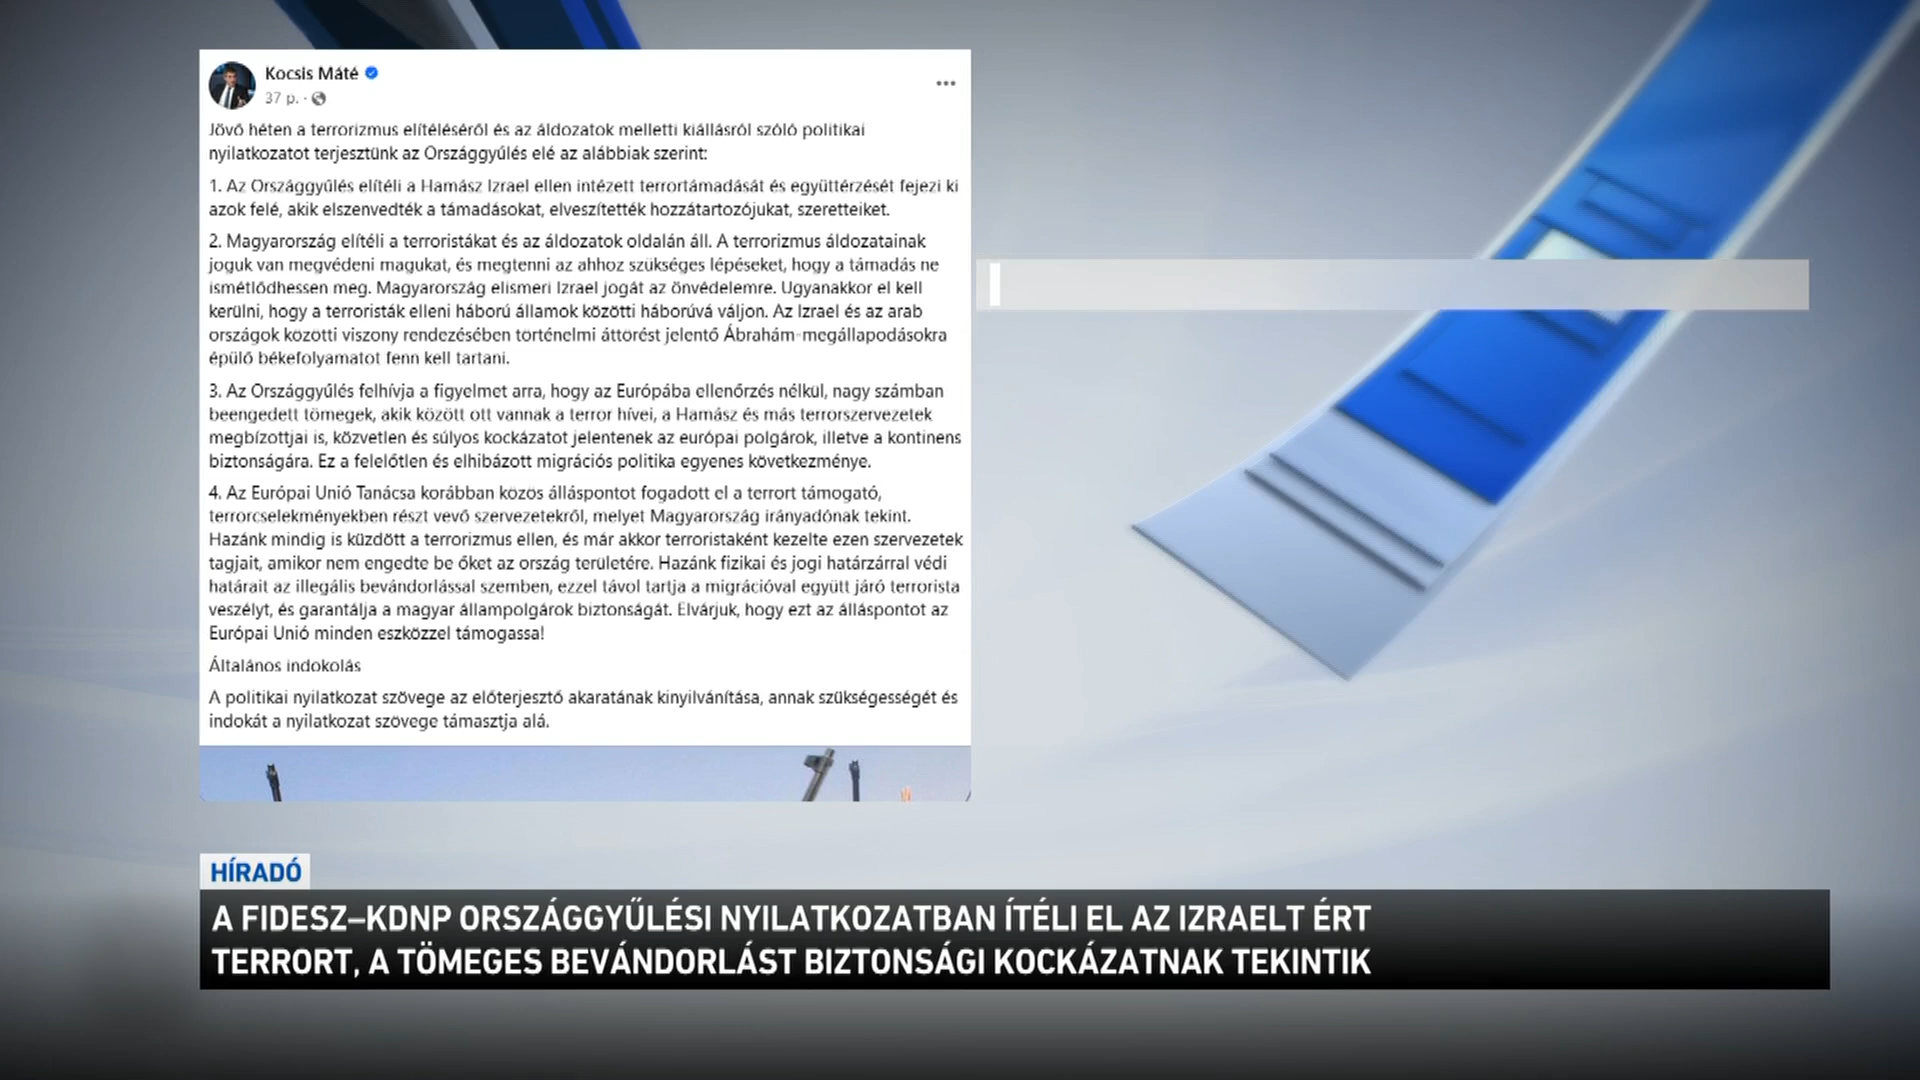 Kocsis Máté
37 p. ·
Jövő héten a terrorizmus elítéléséről és az áldozatok melletti kiállásról szóló politikai
nyilatkozatot terjesztünk az Országgyűlés elé az alábbiak szerint:
1. Az Országgyűlés elítéli a Hamász Izrael ellen intézett terrortámadását és együttérzését fejezi ki
azok felé, akik elszenvedték a támadásokat, elveszítették hozzátartozójukat, szeretteiket.
2. Magyarország elítéli a terroristákat és az áldozatok oldalán áll. A terrorizmus áldozatainak
joguk van megvédeni magukat, és megtenni az ahhoz szükséges lépéseket, hogy a támadás ne
ismétlődhessen meg. Magyarország elismeri Izrael jogát az önvédelemre. Ugyanakkor el kell
kerülni, hogy a terroristák elleni háború államok közötti háborúvá váljon. Az Izrael és az arab
országok közötti viszony rendezésében történelmi áttörést jelentő Ábrahám-megállapodásokra
épülő békefolyamatot fenn kell tartani.
3. Az Országgyűlés felhívja a figyelmet arra, hogy az Európába ellenőrzés nélkül, nagy számban
beengedett tömegek, akik között ott vannak a terror hívei, a Hamász és más terrorszervezetek
megbízottjai is, közvetlen és súlyos kockázatot jelentenek az európai polgárok, illetve a kontinens
biztonságára. Ez a felelőtlen és elhibázott migrációs politika egyenes következménye.
4. Az Európai Unió Tanácsa korábban közös álláspontot fogadott el a terrort támogató,
terrorcselekményekben részt vevő szervezetekről, melyet Magyarország irányadónak tekint.
Hazánk mindig is küzdött a terrorizmus ellen, és már akkor terroristaként kezelte ezen szervezetek
tagjait, amikor nem engedte be őket az ország területére. Hazánk fizikai és jogi határzárral védi
határait az illegális bevándorlással szemben, ezzel távol tartja a migrációval együtt járó terrorista
veszélyt, és garantálja a magyar állampolgárok biztonságát. Elvárjuk, hogy ezt az álláspontot az
Európai Unió minden eszközzel támogassa!
Általános indokolás
A politikai nyilatkozat szövege az előterjesztő akaratának kinyilvánítása, annak szükségességét és
indokát a nyilatkozat szövege támasztja alá.
HÍRADÓ
A FIDESZ–KDNP ORSZÁGGYŰLÉSI NYILATKOZATBAN ÍTÉLI EL AZ IZRAELT ÉRT
TERRORT, A TÖMEGES BEVÁNDORLÁST BIZTONSÁGI KOCKÁZATNAK TEKINTIK